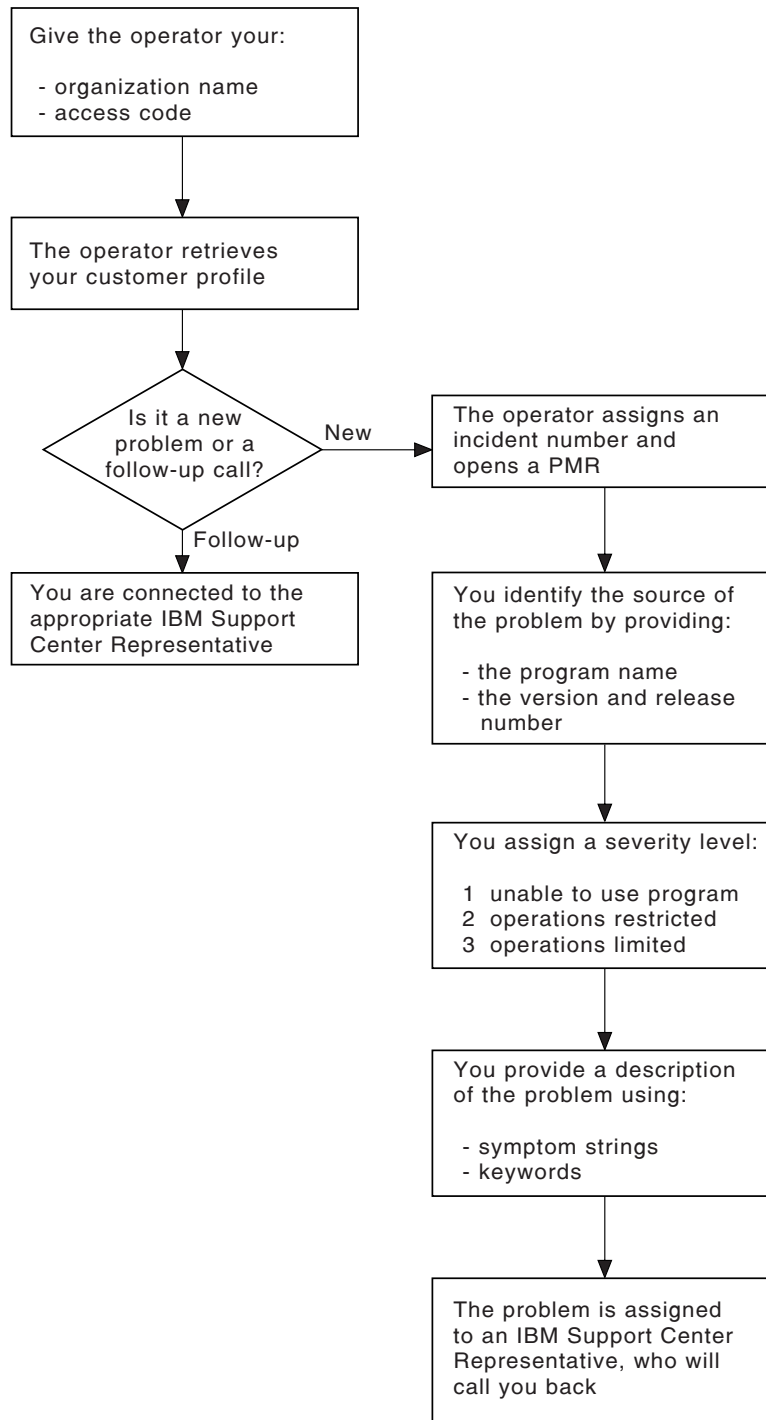 Give the operator your:
- organization name
- access code
The operator retrieves
your customer profile
Is it a new
problem or a
follow-up call?
New
Follow-up
You are connected to the
appropriate IBM Support
Center Representative
The operator assigns an
incident number and
opens a PMR
You identify the source of
the problem by providing:
- the program name
- the version and release
number
You assign a severity level:
1 unable to use program
2 operations restricted
3 operations limited
You provide a description
of the problem using:
- symptom strings
- keywords
The problem is assigned
to an IBM Support Center
Representative, who will
call you back